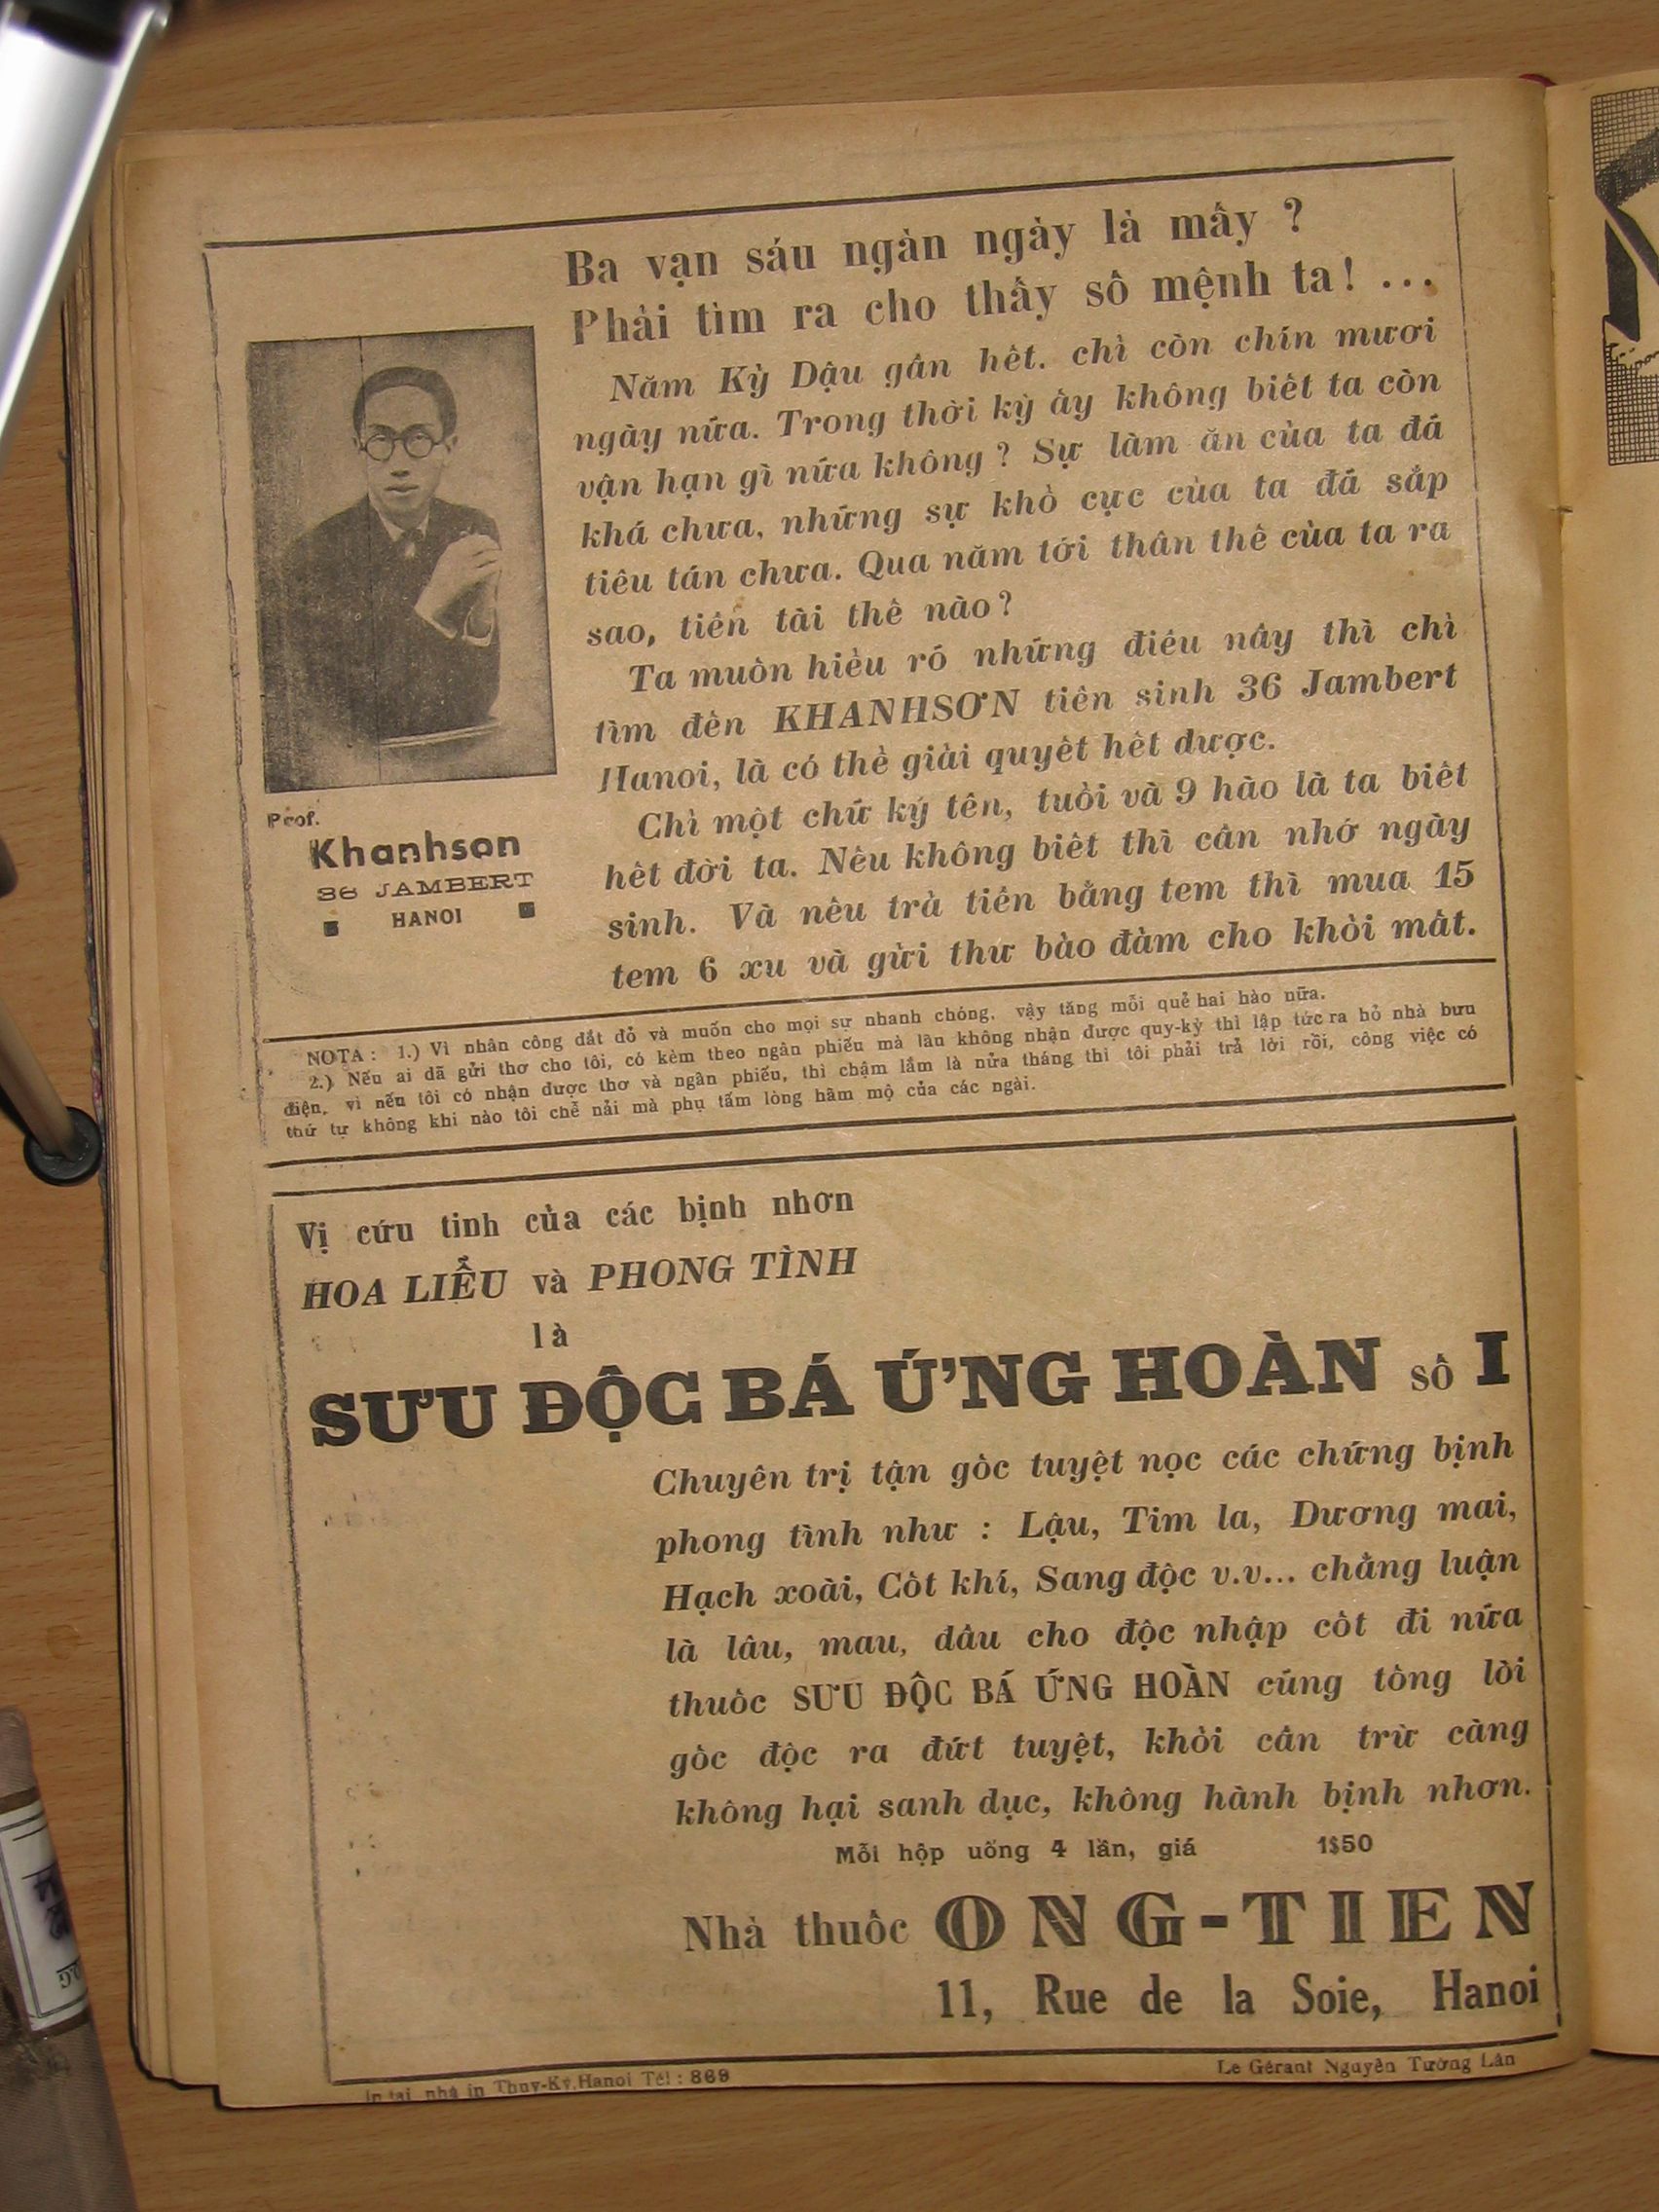 Ba vạn sáu ngàn ngày là mấy ?
Phải tìm ra cho thấy số mệnh ta! ...
Năm Kỷ Dậu gần hết. chỉ còn chín mươi
ngày nữa. Trong thời kỳ ấy không biết ta còn
vận hạn gì nữa không ? Sự làm ăn của ta đã
khá chưa, những sự khổ cực của ta đã sắp
tiêu tán chưa. Qua năm tới thân thế của ta ra
sao, tiền tài thế nào ?
Ta muốn hiểu rõ những điều nầy thì chỉ
tìm đến KHANHSƠN tiên sinh 36 Jambert
Hanoi, là có thể giải quyết hết được.
Chỉ một chữ ký tên, tuổi và 9 hào là ta biết
hết đời ta. Nếu không biết thì cần nhớ ngày
sinh. Và nếu trả tiền bằng tem thì mua 15
tem 6 xu và gửi thư bảo đảm cho khỏi mất.
Prof.
Khanhson
36 JAMBERT
HANOI
NOTA : 1.) Vì nhân công đắt đỏ và muốn cho mọi sự nhanh chóng, vậy tăng mỗi quẻ hai hào nữa.
2.) Nếu ai đã gửi thơ cho tôi, có kèm theo ngân phiếu mà lâu không nhận được quy-kỳ thì lập tức ra hỏ nhà bưu
điện, vì nếu tôi có nhận được thơ và ngân phiếu, thì chậm lắm là nửa tháng thì tôi phải trả lời rồi, công việc có
thứ tự không khi nào tôi chễ nải mà phụ tấm lòng hâm mộ của các ngài.
Vị cứu tinh của các bịnh nhơn
HOA LIỄU và PHONG TÌNH
là
SƯU ĐỘC BÁ ỨNG HOÀN số I
Chuyên trị tận gốc tuyệt nọc các chứng bịnh
phong tình như : Lậu, Tim la, Dương mai,
Hạch xoài, Cốt khí, Sang độc v.v... chẳng luận
là lâu, mau, dầu cho độc nhập cốt đi nữa
thuốc SƯU ĐỘC BÁ ỨNG HOÀN cũng tống lòi
gốc độc ra đứt tuyệt, khỏi cần trừ căng
không hại sanh dục, không hành bịnh nhơn.
Mỗi hộp uống 4 lần, giá 1$50
Nhà thuốc ONG-TIEN
11, Rue de la Soie, Hanoi
In tại nhà in Thụy-Ký, Hanoi Tél : 869
Le Gérant Nguyễn Tường Lân